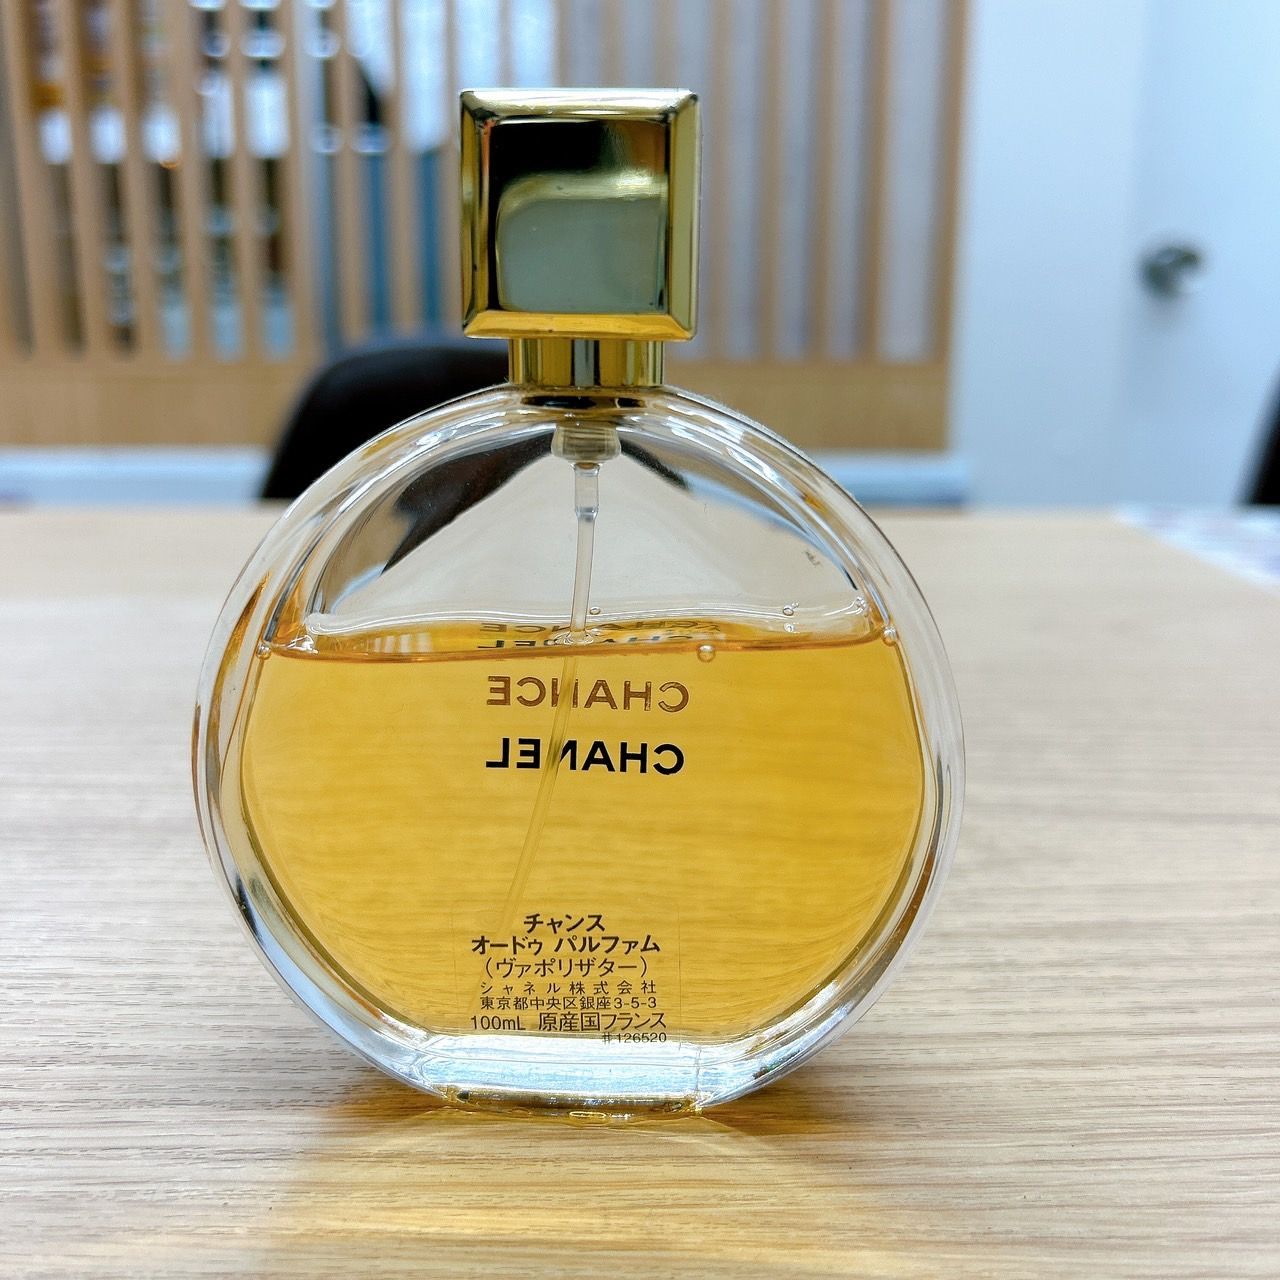 CHANCE
CHANEL
チャンス
オードゥ パルファム
(ヴァポリザター)
シャネル株式会社
東京都中央区銀座3-5-3
100mL 原産国フランス
#126520